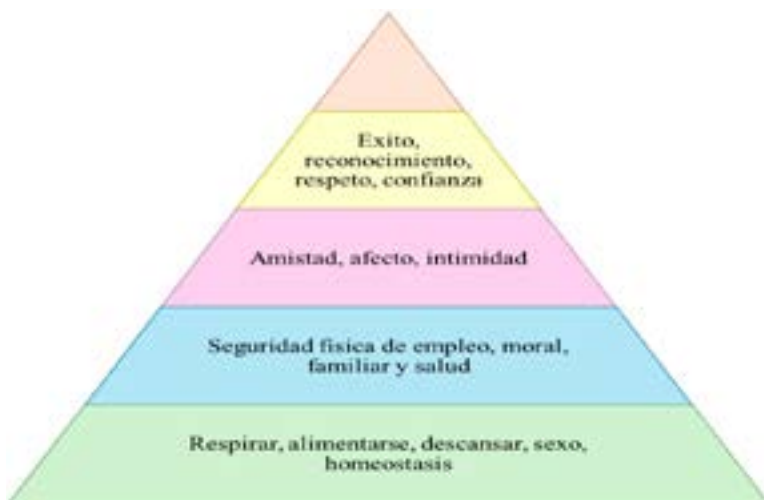 Exito,
reconocimiento,
respeto, confianza
Amistad, afecto, intimidad
Seguridad fisica de empleo, moral,
familiar y salud
Respirar, alimentarse, descansar, sexo,
homeostasis